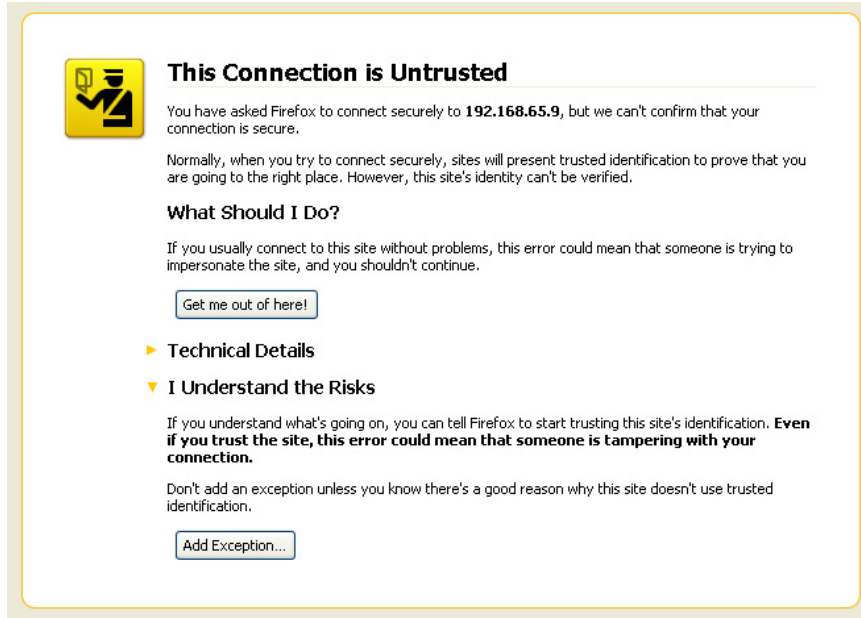 This Connection is Untrusted
You have asked Firefox to connect securely to 192.168.65.9, but we can't confirm that your
connection is secure.
Normally, when you try to connect securely, sites will present trusted identification to prove that you
are going to the right place. However, this site's identity can't be verified.
What Should I Do?
If you usually connect to this site without problems, this error could mean that someone is trying to
impersonate the site, and you shouldn't continue.
Get me out of here!
Technical Details
I Understand the Risks
If you understand what's going on, you can tell Firefox to start trusting this site's identification. Even
if you trust the site, this error could mean that someone is tampering with your
connection.
Don't add an exception unless you know there's a good reason why this site doesn't use trusted
identification.
Add Exception...